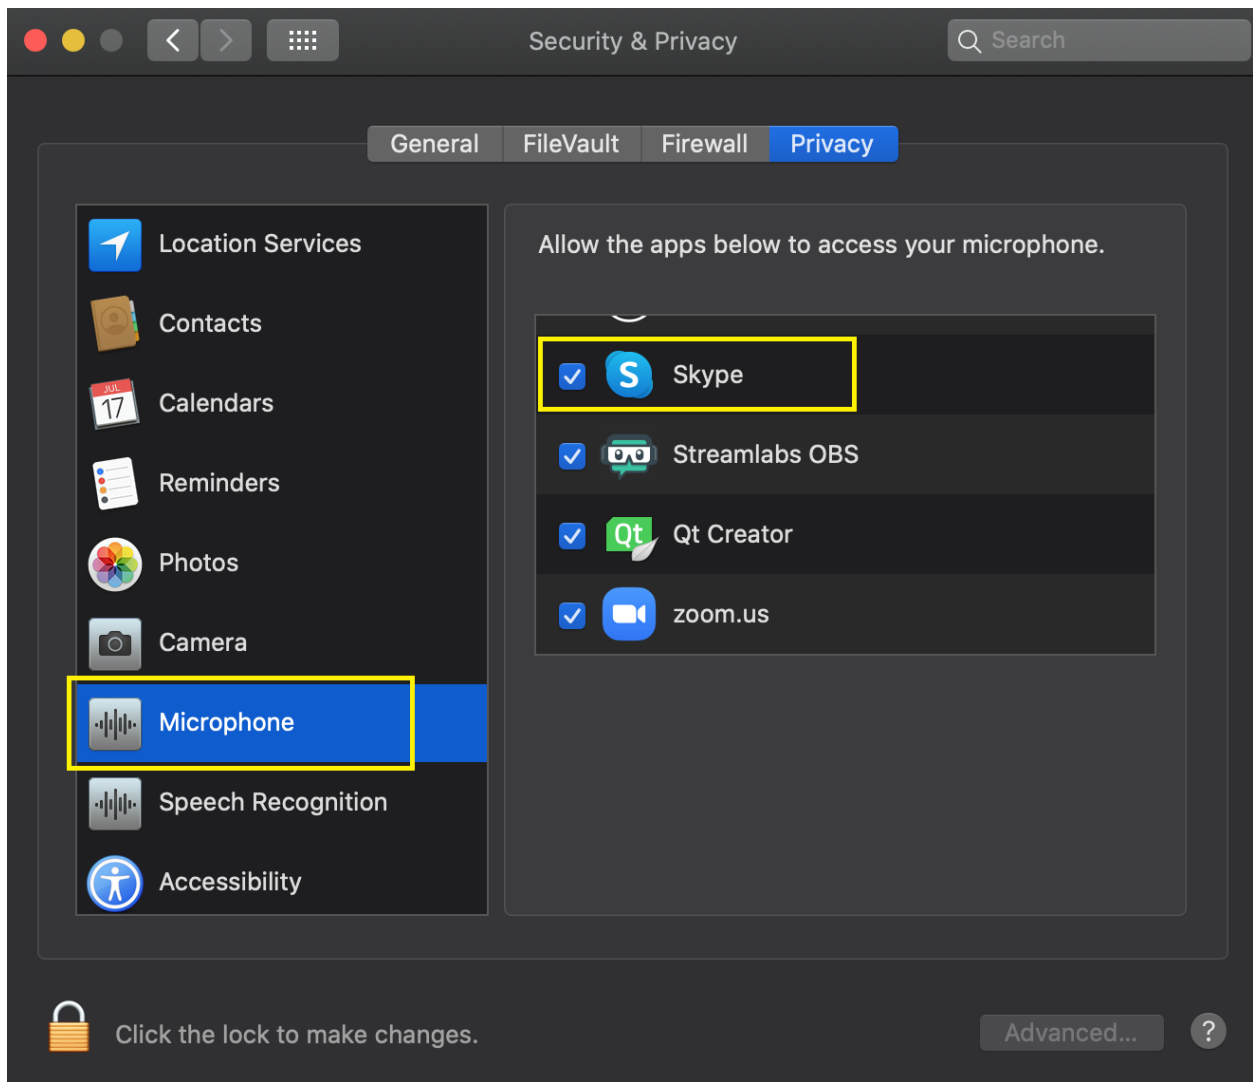 Security & Privacy
Search
General
FileVault
Firewall
Privacy
Location Services
Contacts
JUL
17
Calendars
Reminders
Photos
Camera
Microphone
Speech Recognition
Accessibility
Allow the apps below to access your microphone.
S
Skype
Streamlabs OBS
Qt
Qt Creator
zoom.us
Click the lock to make changes.
Advanced...
?